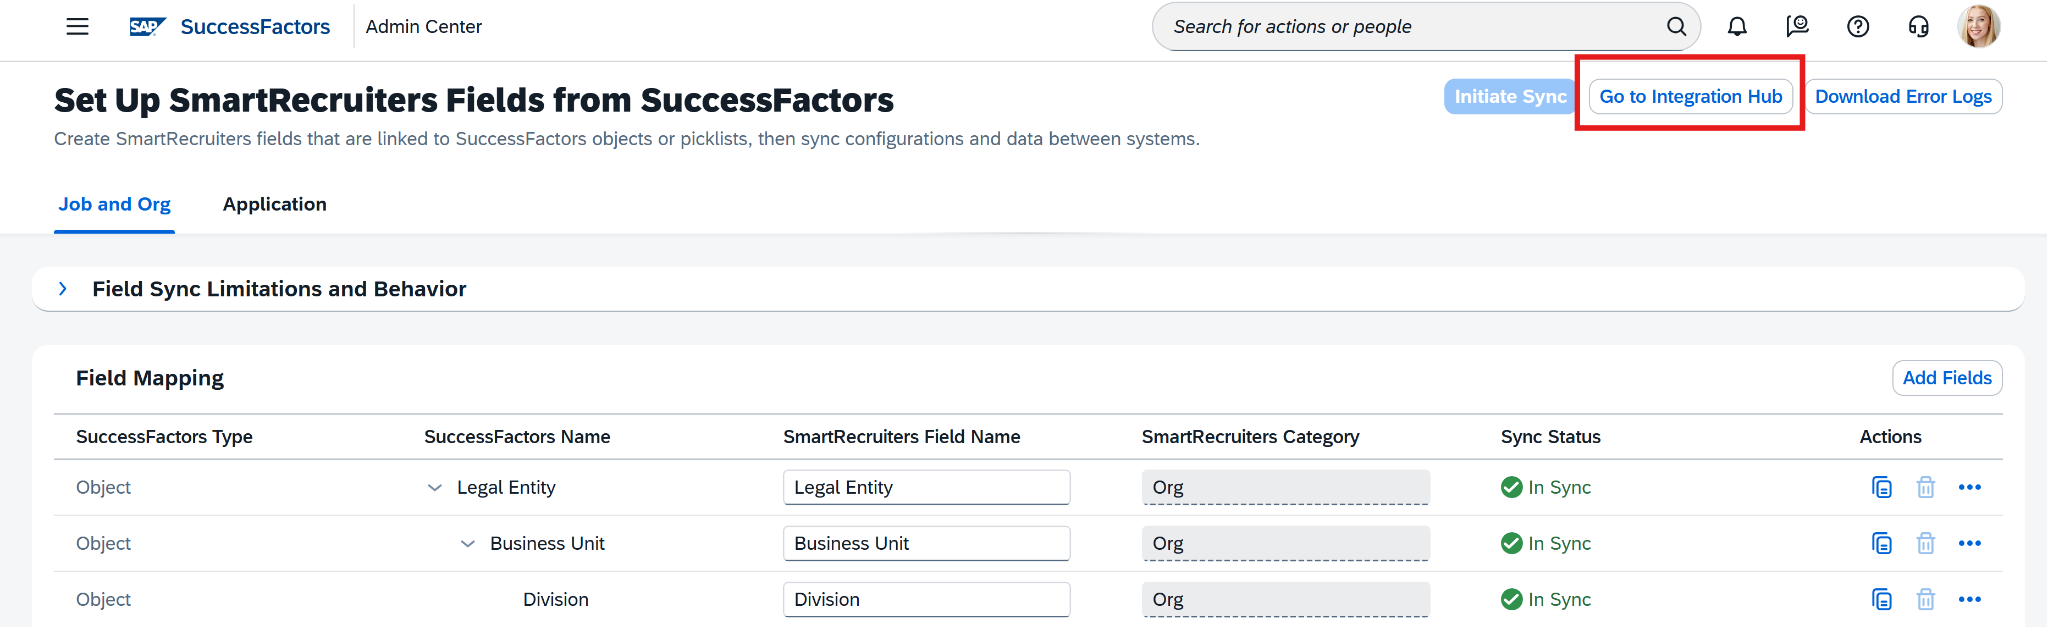 SAP SuccessFactors Admin Center Search for actions or people
Set Up SmartRecruiters Fields from SuccessFactors Initiate Sync Go to Integration Hub Download Error Logs
Create SmartRecruiters fields that are linked to SuccessFactors objects or picklists, then sync configurations and data between systems.
Job and Org Application
Field Sync Limitations and Behavior
Field Mapping Add Fields
SuccessFactors Type SuccessFactors Name SmartRecruiters Field Name SmartRecruiters Category Sync Status Actions
Object Legal Entity Legal Entity Org In Sync
Object Business Unit Business Unit Org In Sync
Object Division Division Org In Sync